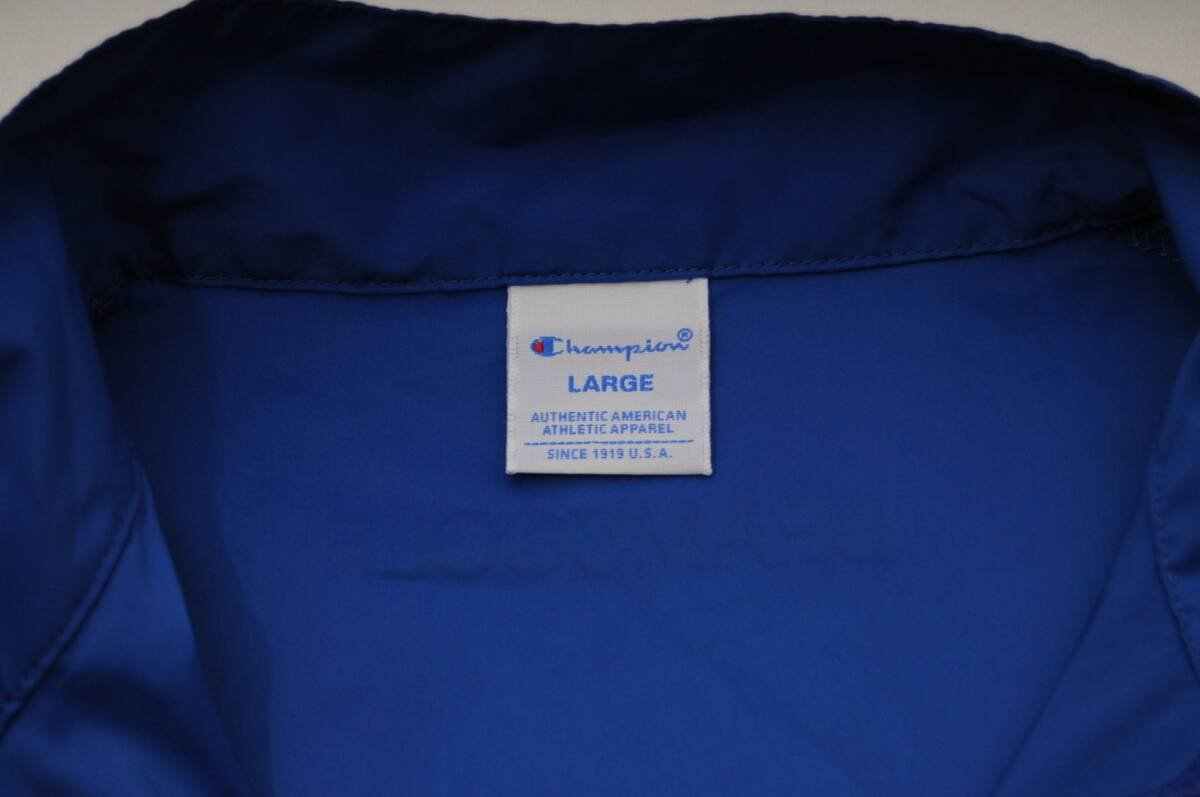 Champion®
LARGE
AUTHENTIC AMERICAN
ATHLETIC APPAREL
SINCE 1919 U.S.A.